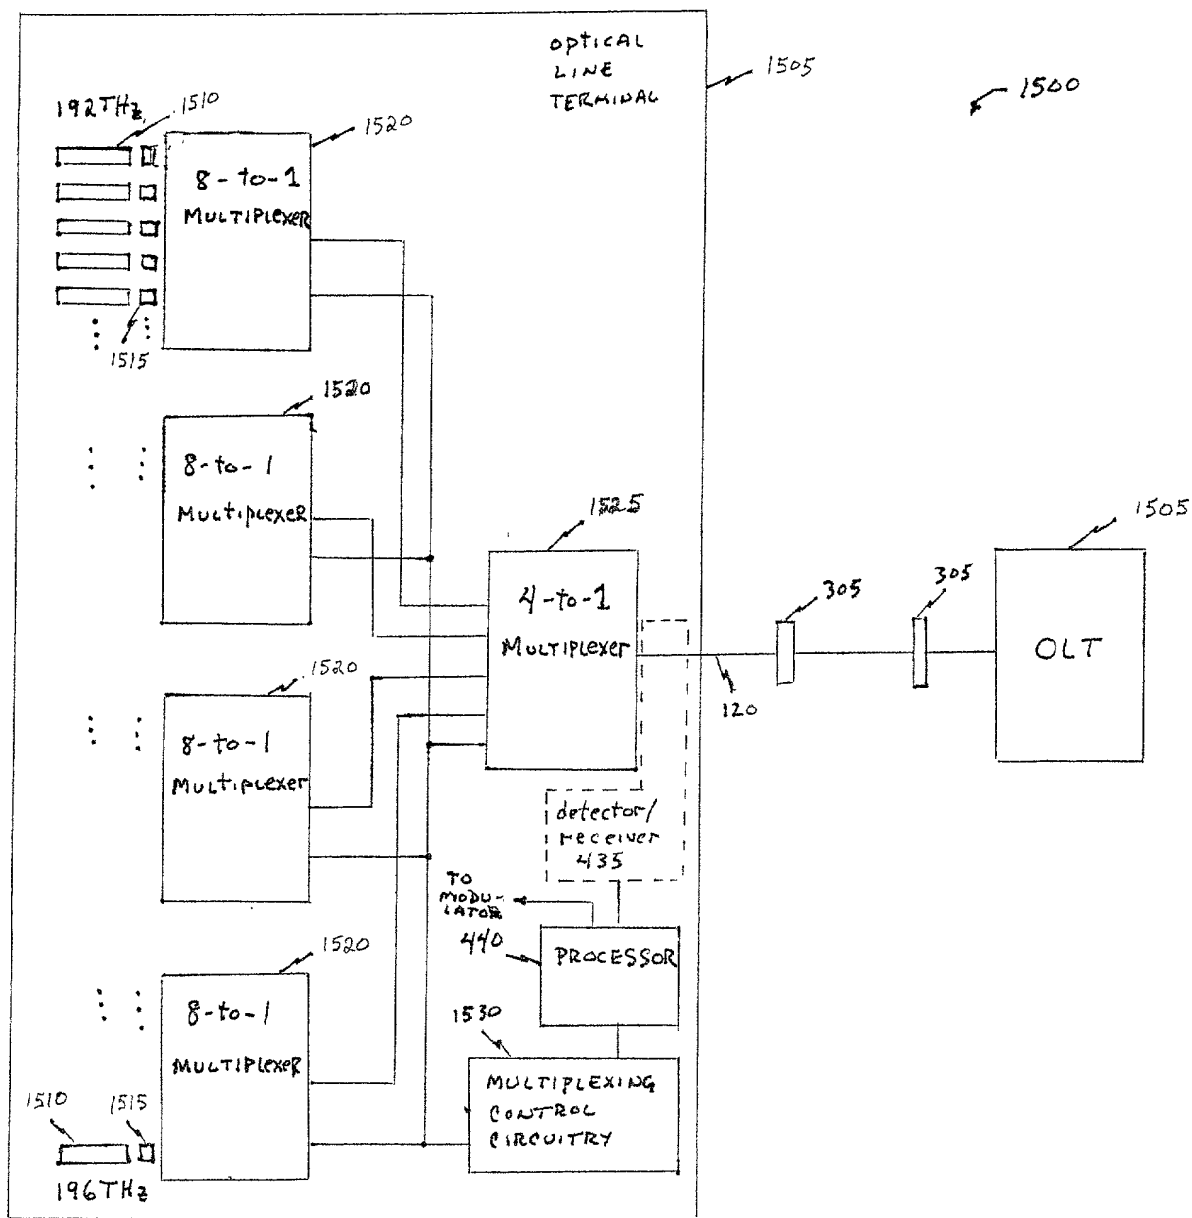 OPTICAL
LINE
TERMINAL
1505
1500
192THz
1510
1520
8-to-1
MULTIPLEXER
1515
1520
8-to-1
MULTIPLEXER
1525
4-to-1
MULTIPLEXER
305
305
1505
OLT
120
1520
8-to-1
MULTIPLEXER
detector/
receiver
435
TO
MODU-
LATOR
440
PROCESSOR
1520
8-to-1
MULTIPLEXER
1530
MULTIPLEXING
CONTROL
CIRCUITRY
1510
1515
196THz